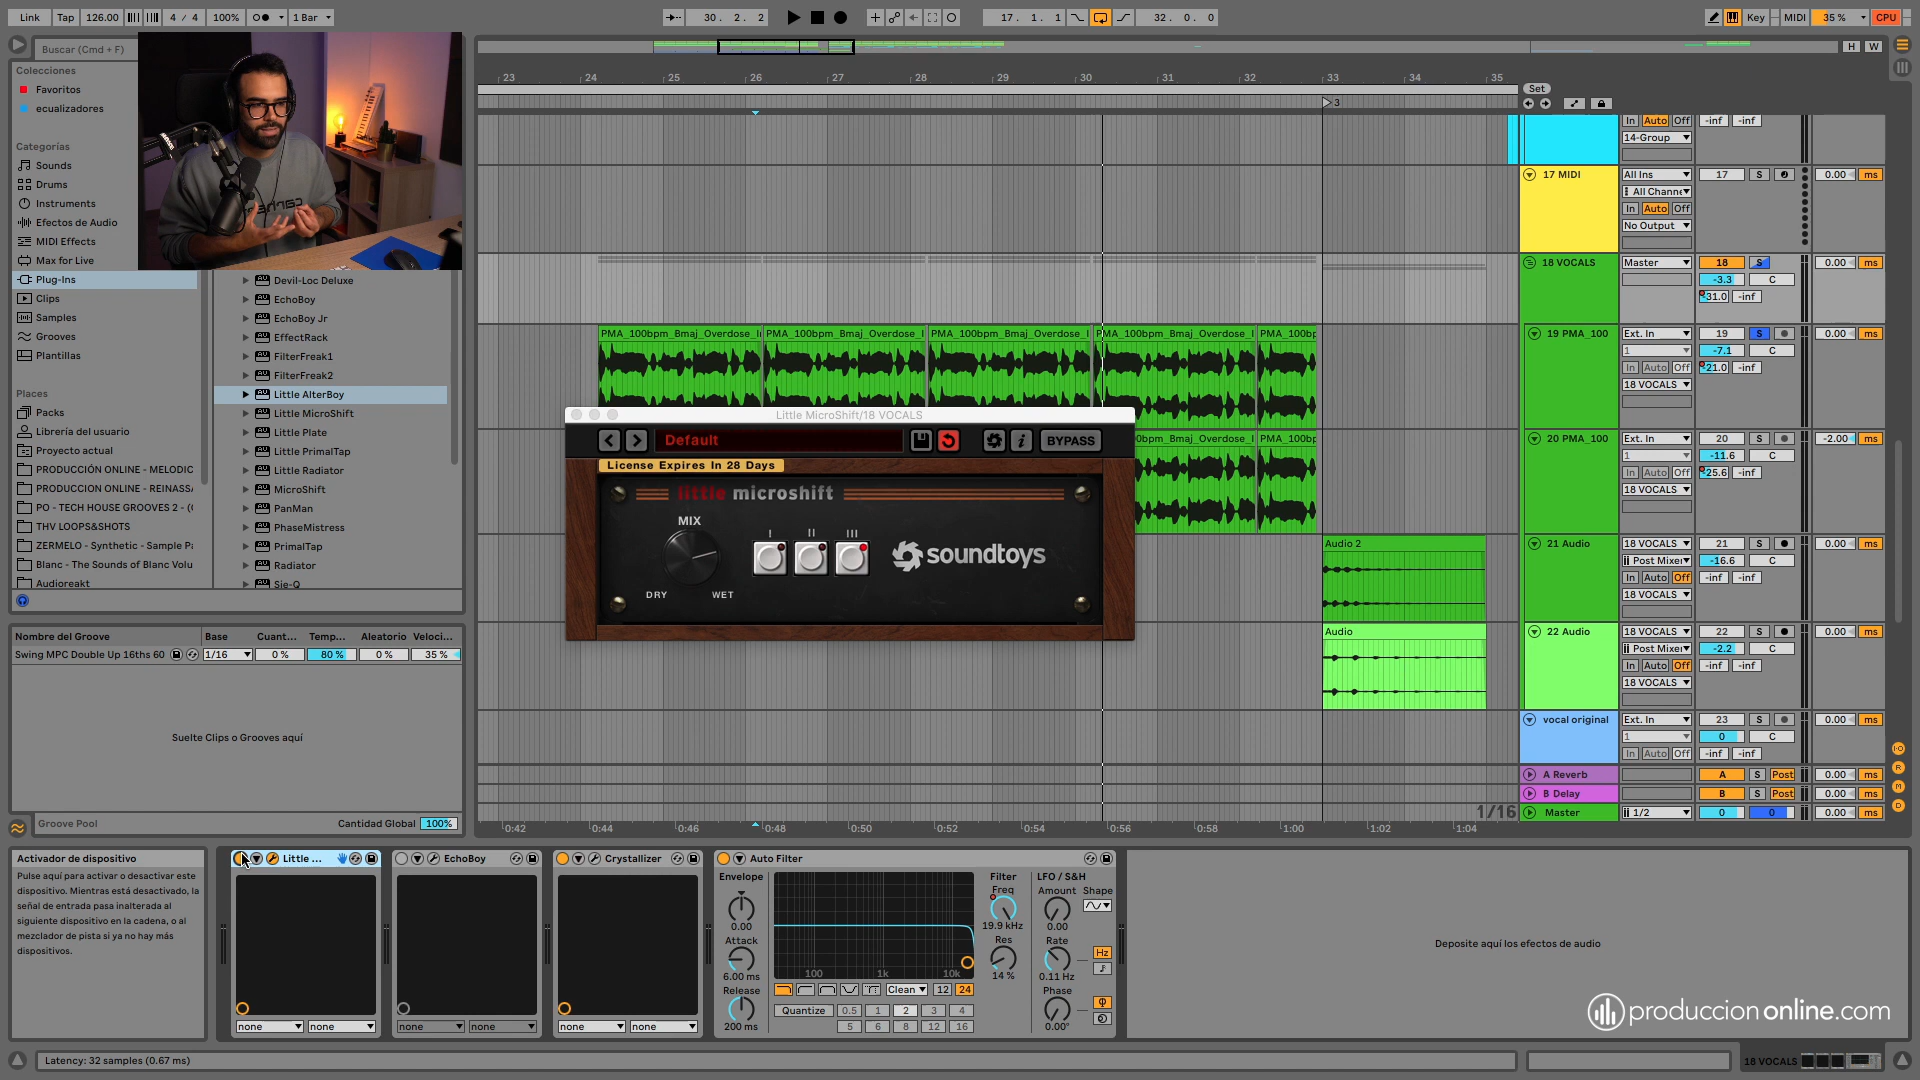 Link Tap 126.00 4 / 4 100% 1 Bar
30. 2. 2
17. 1. 1
32. 0. 0
Key MIDI 35 % CPU
Buscar (Cmd + F)
H W
Colecciones
Favoritos
ecualizadores
Categorías
Sounds
Drums
Instruments
Efectos de Audio
MIDI Effects
Max for Live
Plug-Ins
Clips
Samples
Grooves
Plantillas
Places
Packs
Librería del usuario
Proyecto actual
PRODUCCIÓN ONLINE - MELODIC
PRODUCCION ONLINE - REINASS
PO - TECH HOUSE GROOVES 2 - (
THV LOOPS&SHOTS
ZERMELO - Synthetic - Sample P
Blanc - The Sounds of Blanc Volu
Audioreakt
Devil-Loc Deluxe
EchoBoy
EchoBoy Jr
EffectRack
FilterFreak1
FilterFreak2
Little AlterBoy
Little MicroShift
Little Plate
Little PrimalTap
Little Radiator
MicroShift
PanMan
PhaseMistress
PrimalTap
Radiator
Sie-Q
23 24 25 26 27 28 29 30 31 32 33 34 35
Set
3
In Auto Off -inf -inf
14-Group
17 MIDI All Ins 17 S 0.00 ms
All Chann
In Auto Off
No Output
18 VOCALS Master 18 S 0.00 ms
-3.3 C
-31.0 -inf
PMA_100bpm_Bmaj_Overdose_I PMA_100bpm_Bmaj_Overdose_I PMA_100bpm_Bmaj_Overdose_I PMA_100bpm_Bmaj_Overdose_I PMA_100bp
19 PMA_100 Ext. In 19 S 0.00 ms
1 -7.1 C
In Auto Off -21.0 -inf
18 VOCALS
0bpm_Bmaj_Overdose_I PMA_100bp
20 PMA_100 Ext. In 20 S -2.00 ms
1 -11.6 C
In Auto Off -25.6 -inf
18 VOCALS
Audio 2
21 Audio 18 VOCALS 21 S 0.00 ms
Post Mixer -16.6 C
In Auto Off -inf -inf
18 VOCALS
Audio
22 Audio 18 VOCALS 22 S 0.00 ms
Post Mixer -2.2 C
In Auto Off -inf -inf
18 VOCALS
vocal original Ext. In 23 S 0.00 ms
1 0 C
In Auto Off -inf -inf
A Reverb A S Post 0.00 ms
B Delay B S Post 0.00 ms
1/16 Master 1/2 0 0 0.00 ms
0:42 0:44 0:46 0:48 0:50 0:52 0:54 0:56 0:58 1:00 1:02 1:04
Little MicroShift/18 VOCALS
Default
BYPASS
License Expires In 28 Days
little microshift
MIX
I II III
soundtoys
DRY WET
Nombre del Groove Base Cuant... Temp... Aleatorio Veloci...
Swing MPC Double Up 16ths 60 1/16 0 % 80 % 0 % 35 %
Suelte Clips o Grooves aquí
Groove Pool Cantidad Global 100%
Activador de dispositivo
Pulse aquí para activar o desactivar este
dispositivo. Mientras está desactivado, la
señal de entrada pasa inalterada al
siguiente dispositivo en la cadena, o al
mezclador de pista si ya no hay más
dispositivos.
Little ...
none none
EchoBoy
none none
Crystallizer
none none
Auto Filter
Envelope
0.00
Attack
6.00 ms
Release
200 ms
100 1k 10k
Clean 12 24
Quantize 0.5 1 2 3 4
5 6 8 12 16
Filter
Freq
19.9 kHz
Res
14 %
LFO / S&H
Amount Shape
0.00
Rate
0.11 Hz
Hz
Phase
0.00°
Deposite aquí los efectos de audio
produccion online.com
Latency: 32 samples (0.67 ms)
18 VOCALS